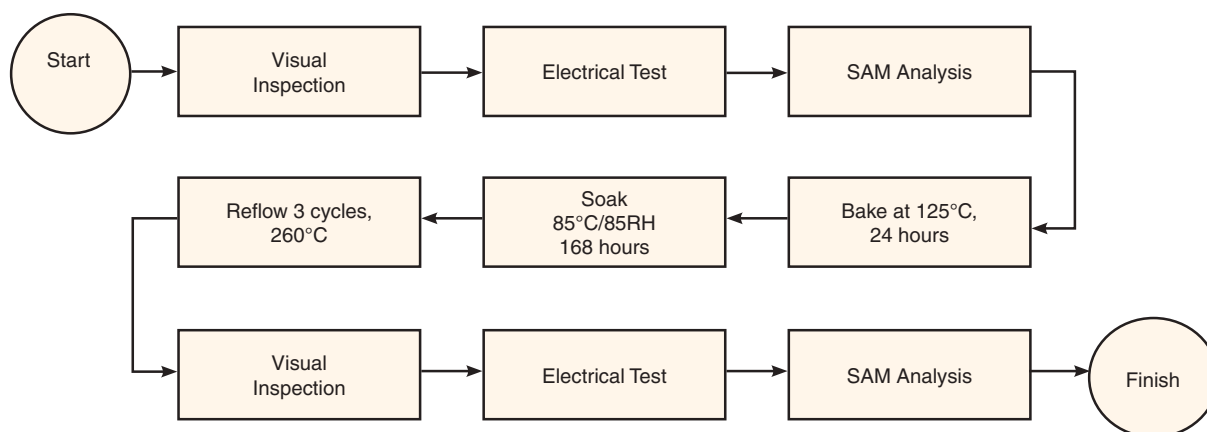 Start
Visual
Inspection
Electrical Test
SAM Analysis
Bake at 125°C,
24 hours
Soak
85°C/85RH
168 hours
Reflow 3 cycles,
260°C
Visual
Inspection
Electrical Test
SAM Analysis
Finish